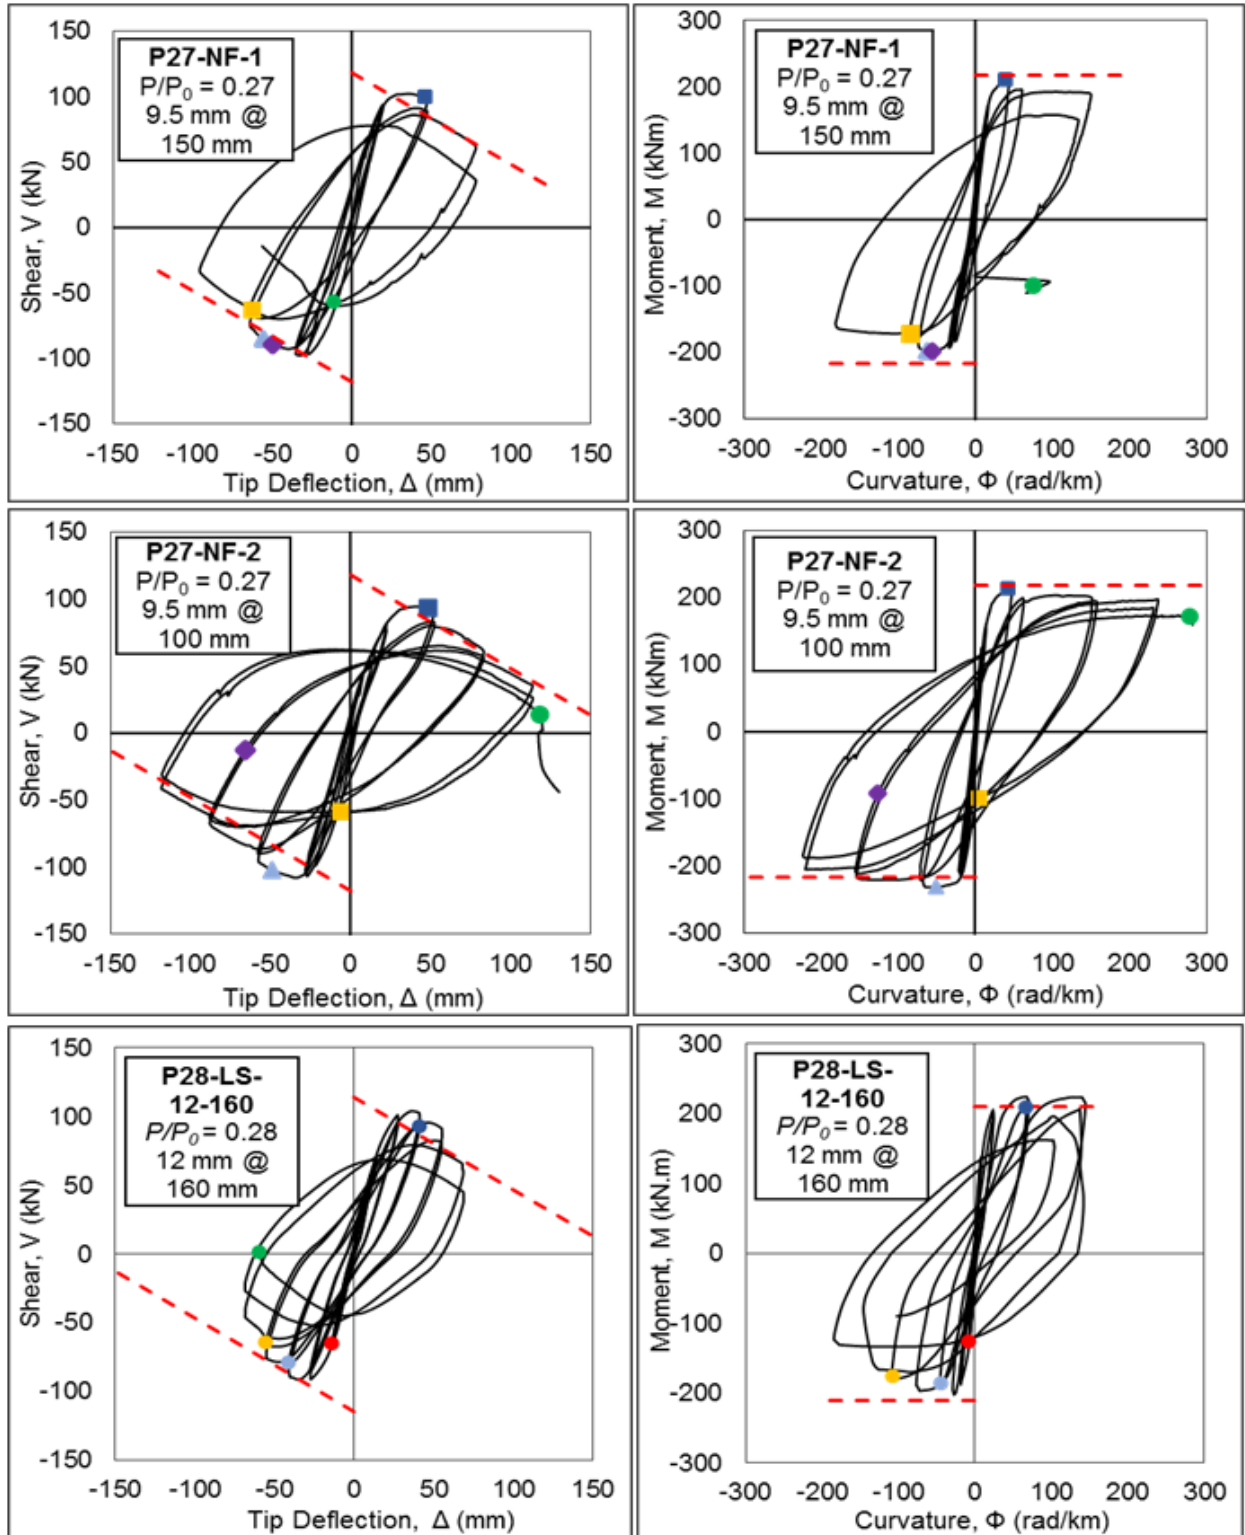 150
100
50
0
-50
-100
-150
Shear, V (kN)
P27-NF-1
P/P0 = 0.27
9.5 mm @
150 mm
-150 -100 -50 0 50 100 150
Tip Deflection, Δ (mm)
300
200
100
0
-100
-200
-300
Moment, M (kNm)
P27-NF-1
P/P0 = 0.27
9.5 mm @
150 mm
-300 -200 -100 0 100 200 300
Curvature, Φ (rad/km)
150
100
50
0
-50
-100
-150
Shear, V (kN)
P27-NF-2
P/P0 = 0.27
9.5 mm @
100 mm
-150 -100 -50 0 50 100 150
Tip Deflection, Δ (mm)
300
200
100
0
-100
-200
-300
Moment, M (kNm)
P27-NF-2
P/P0 = 0.27
9.5 mm @
100 mm
-300 -200 -100 0 100 200 300
Curvature, Φ (rad/km)
150
100
50
0
-50
-100
-150
Shear, V (kN)
P28-LS-
12-160
P/P0 = 0.28
12 mm @
160 mm
-150 -100 -50 0 50 100 150
Tip Deflection, Δ (mm)
300
200
100
0
-100
-200
-300
Moment, M (kN.m)
P28-LS-
12-160
P/P0 = 0.28
12 mm @
160 mm
-300 -200 -100 0 100 200 300
Curvature, Φ (rad/km)